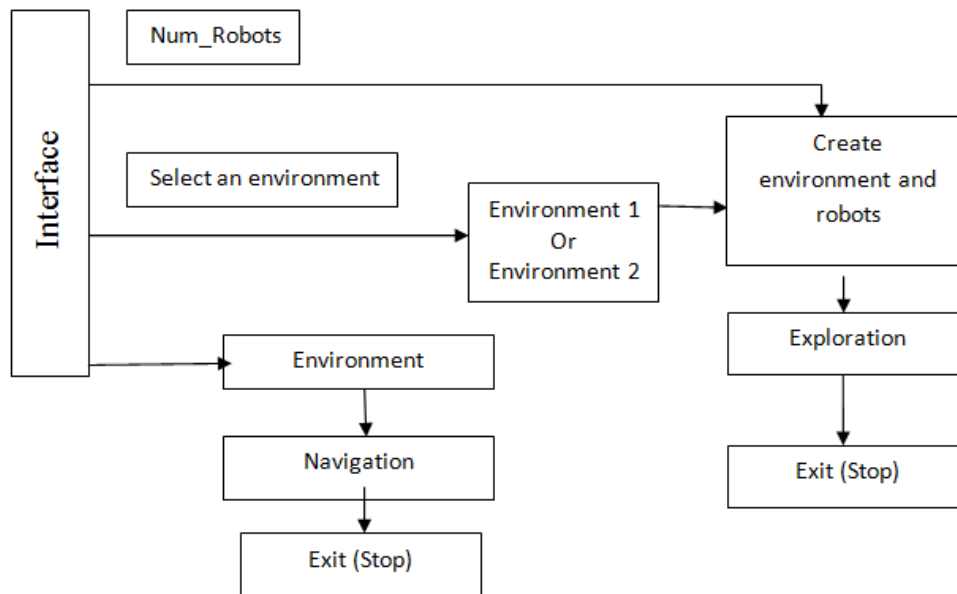 Interface
Num_Robots
Select an environment
Environment 1
Or
Environment 2
Create
environment and
robots
Environment
Exploration
Navigation
Exit (Stop)
Exit (Stop)